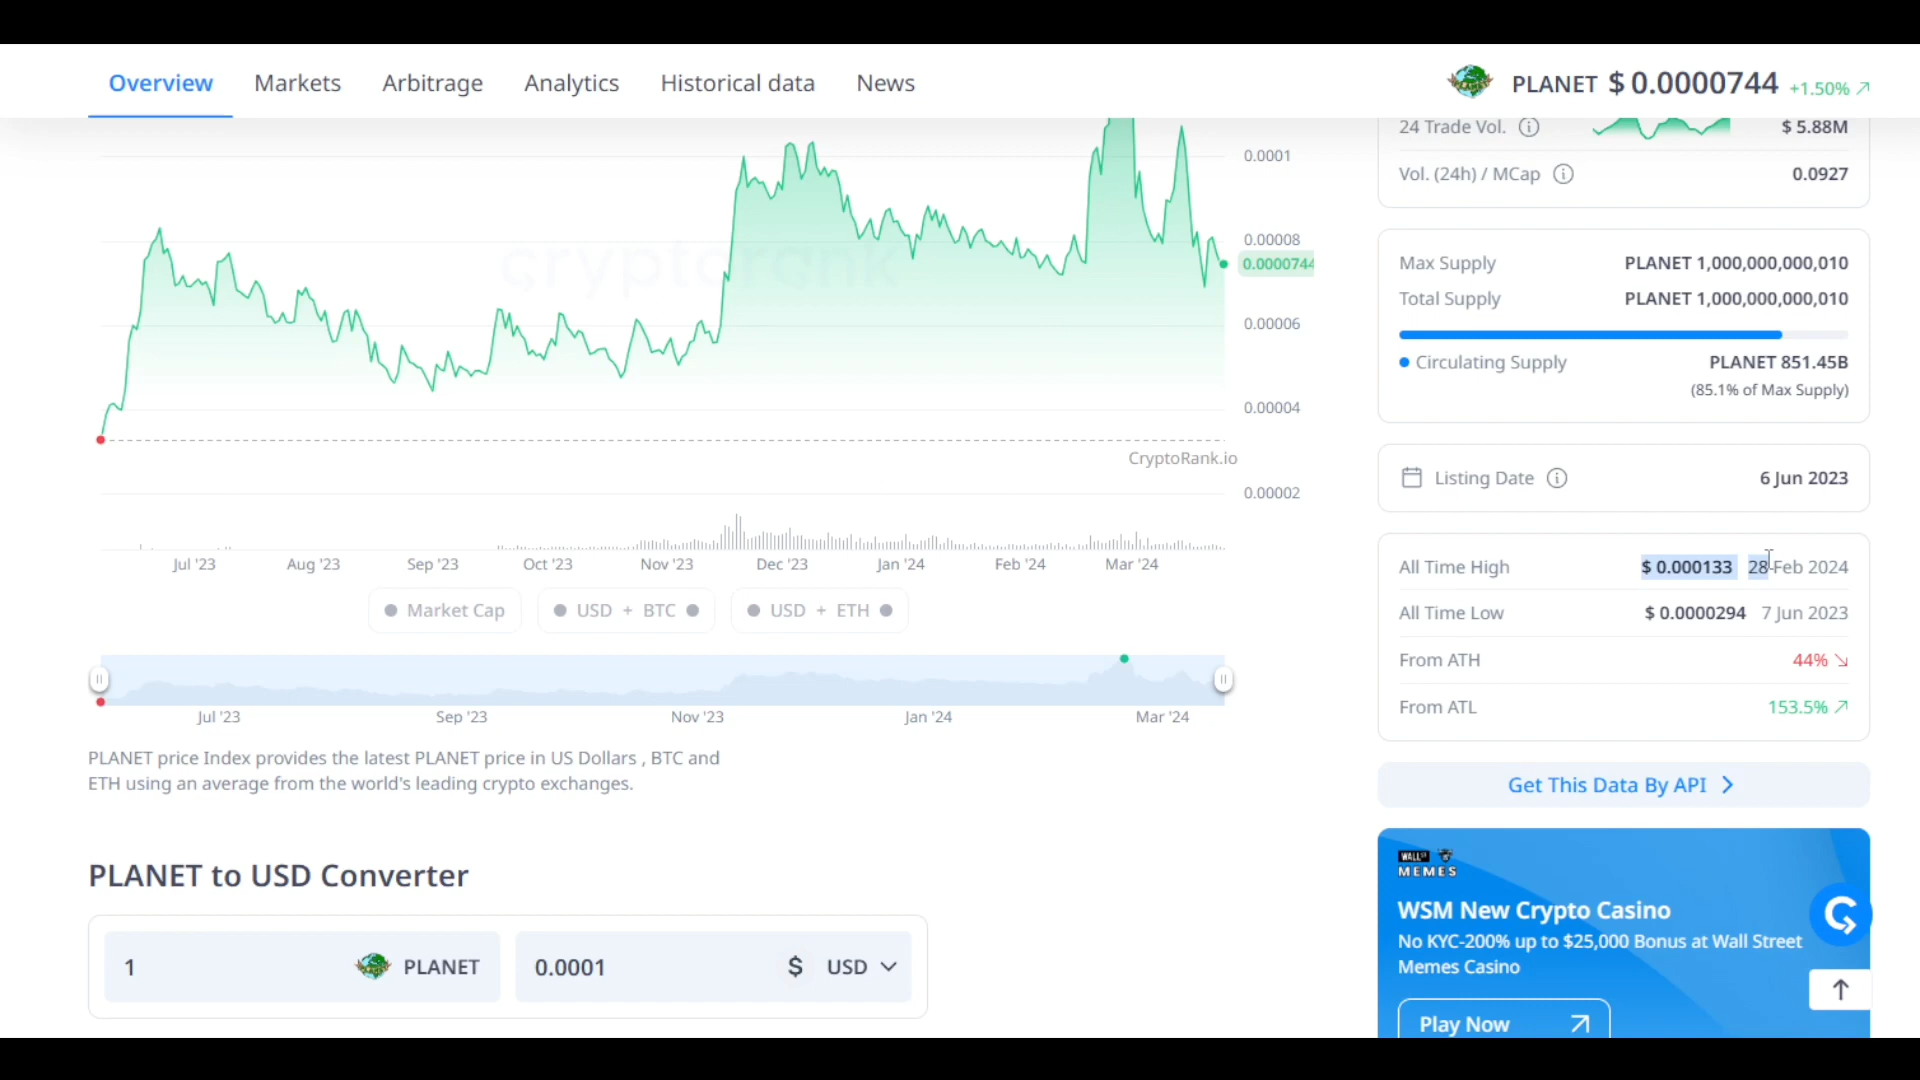 Overview Markets Arbitrage Analytics Historical data News
PLANET $ 0.0000744 +1.50%
24 Trade Vol. $ 5.88M
Vol. (24h) / MCap 0.0927
Max Supply PLANET 1,000,000,000,010
Total Supply PLANET 1,000,000,000,010
Circulating Supply PLANET 851.45B
(85.1% of Max Supply)
Listing Date 6 Jun 2023
All Time High $ 0.000133 28 Feb 2024
All Time Low $ 0.0000294 7 Jun 2023
From ATH 44%
From ATL 153.5%
Get This Data By API
0.0001
0.00008
0.0000744
0.00006
0.00004
0.00002
cryptorank
CryptoRank.io
Jul '23 Aug '23 Sep '23 Oct '23 Nov '23 Dec '23 Jan '24 Feb '24 Mar '24
Market Cap USD + BTC USD + ETH
Jul '23 Sep '23 Nov '23 Jan '24 Mar '24
PLANET price Index provides the latest PLANET price in US Dollars , BTC and
ETH using an average from the world's leading crypto exchanges.
PLANET to USD Converter
1 PLANET 0.0001 $ USD
WALL ST
MEMES
WSM New Crypto Casino
No KYC-200% up to $25,000 Bonus at Wall Street
Memes Casino
Play Now